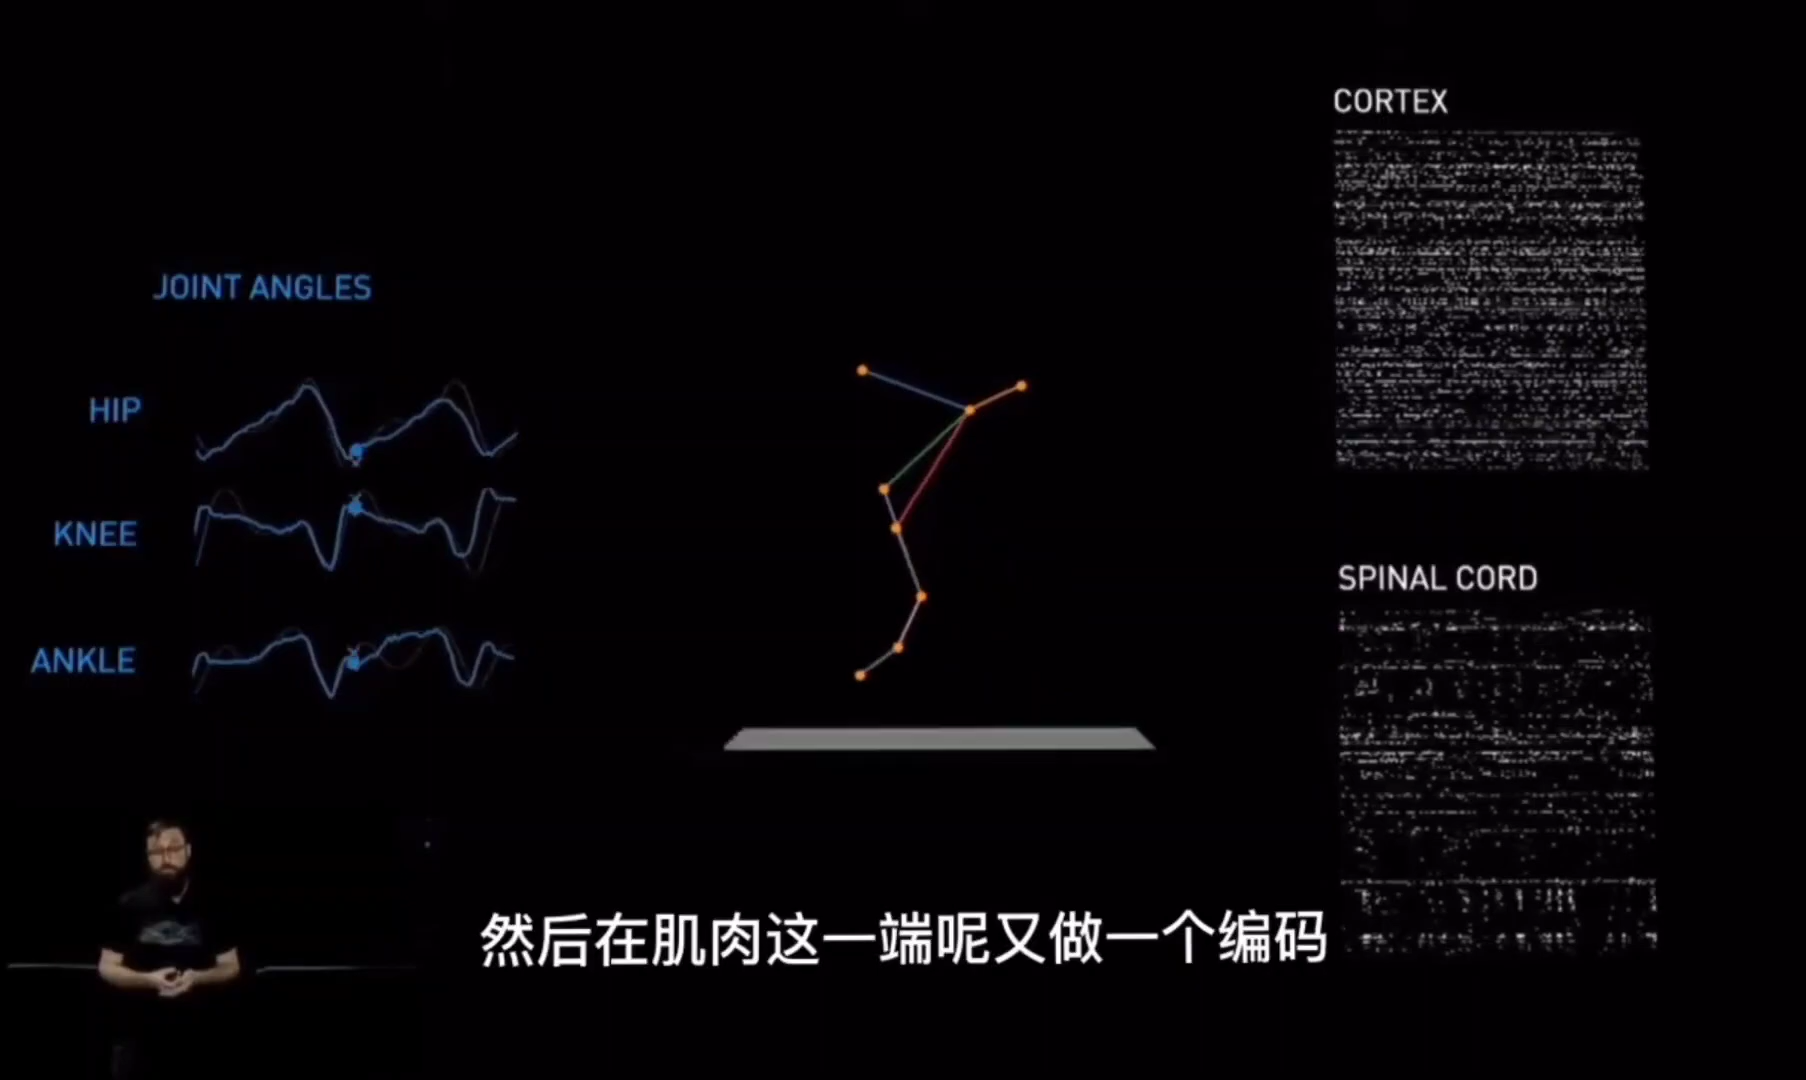 CORTEX
JOINT ANGLES
HIP
KNEE
SPINAL CORD
ANKLE
然后在肌肉这一端呢又做一个编码